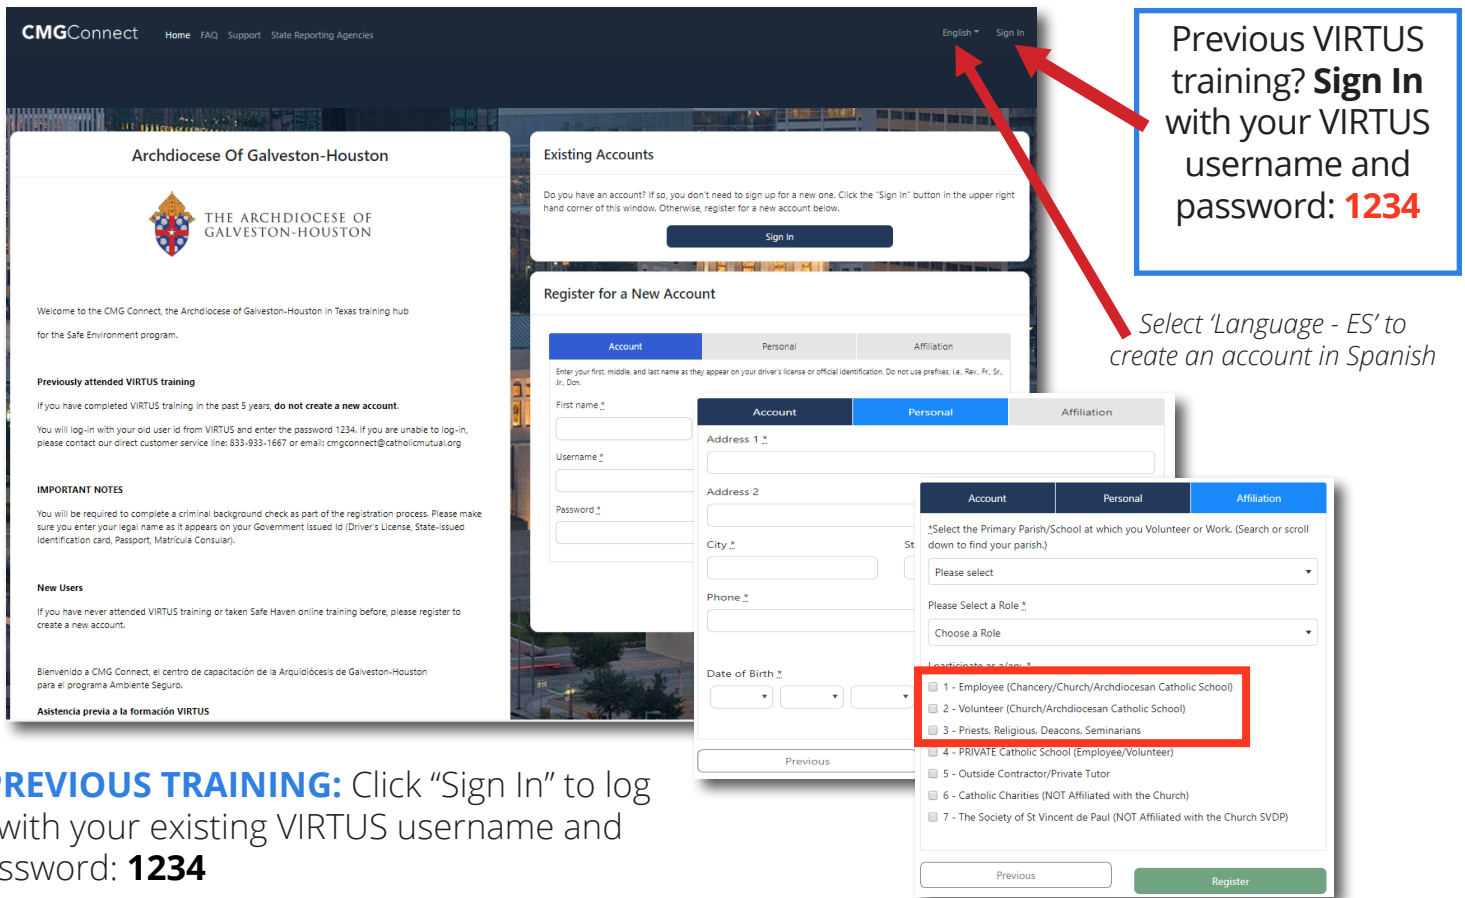 CMGConnect Home FAQ Support State Reporting Agencies English Sign In
Archdiocese Of Galveston-Houston
THE ARCHDIOCESE OF
GALVESTON-HOUSTON
Welcome to the CMG Connect, the Archdiocese of Galveston-Houston in Texas training hub
for the Safe Environment program.
Previously attended VIRTUS training
If you have completed VIRTUS training in the past 5 years, do not create a new account.
You will log-in with your old user id from VIRTUS and enter the password 1234. If you are unable to log-in,
please contact our direct customer service line: 833-933-1667 or email: cmgconnect@catholicmutual.org
IMPORTANT NOTES
You will be required to complete a criminal background check as part of the registration process. Please make
sure you enter your legal name as it appears on your Government Issued Id (Driver's License, State-issued
Identification card, Passport, Matrícula Consular).
New Users
If you have never attended VIRTUS training or taken Safe Haven online training before, please register to
create a new account.
Bienvenido a CMG Connect, el centro de capacitación de la Arquidiócesis de Galveston-Houston
para el programa Ambiente Seguro.
Asistencia previa a la formación VIRTUS
Existing Accounts
Do you have an account? If so, you don't need to sign up for a new one. Click the "Sign In" button in the upper right
hand corner of this window. Otherwise, register for a new account below.
Sign In
Register for a New Account
Account Personal Affiliation
Enter your first, middle, and last name as they appear on your driver's license or official identification. Do not use prefixes, i.e., Rev., Fr., Sr.,
Jr., Dcn.
First name *
Username *
Password *
Account Personal Affiliation
Address 1 *
Address 2
City * St
Phone *
Date of Birth *
Previous
Account Personal Affiliation
*Select the Primary Parish/School at which you Volunteer or Work. (Search or scroll
down to find your parish.)
Please select
Please Select a Role *
Choose a Role
I participate as a/an: *
1 - Employee (Chancery/Church/Archdiocesan Catholic School)
2 - Volunteer (Church/Archdiocesan Catholic School)
3 - Priests, Religious, Deacons, Seminarians
4 - PRIVATE Catholic School (Employee/Volunteer)
5 - Outside Contractor/Private Tutor
6 - Catholic Charities (NOT Affiliated with the Church)
7 - The Society of St Vincent de Paul (NOT Affiliated with the Church SVDP)
Previous Register
Previous VIRTUS
training? Sign In
with your VIRTUS
username and
password: 1234
Select ‘Language - ES’ to
create an account in Spanish
PREVIOUS TRAINING: Click “Sign In” to log
with your existing VIRTUS username and
ssword: 1234